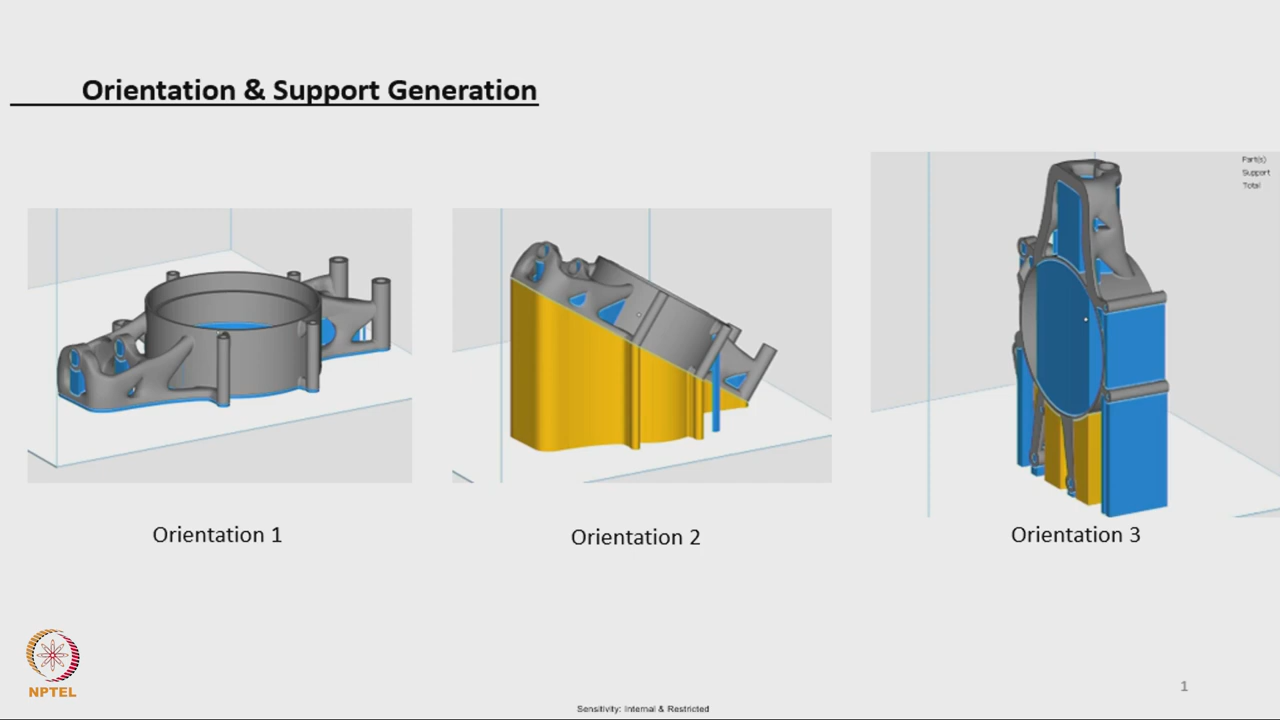 Orientation & Support Generation
Part(s)
Support
Total
Orientation 1
Orientation 2
Orientation 3
NPTEL
1
Sensitivity: Internal & Restricted